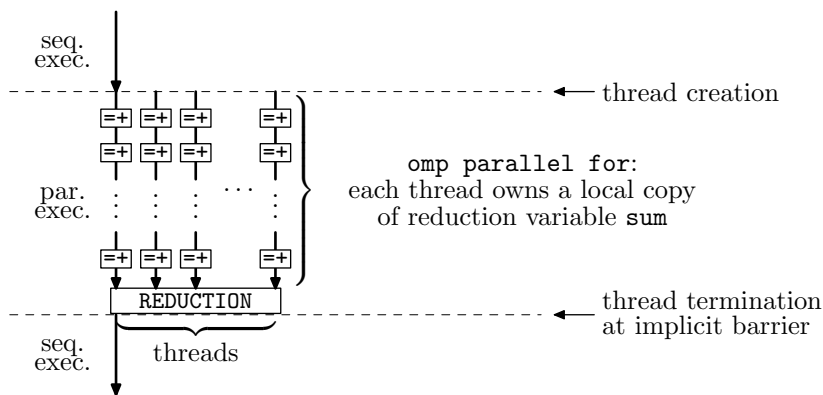 seq.
exec.
thread creation
=+ =+ =+ =+
=+ =+ =+ =+
omp parallel for:
each thread owns a local copy
of reduction variable sum
par.
exec.
=+ =+ =+ =+
REDUCTION
thread termination
at implicit barrier
threads
seq.
exec.